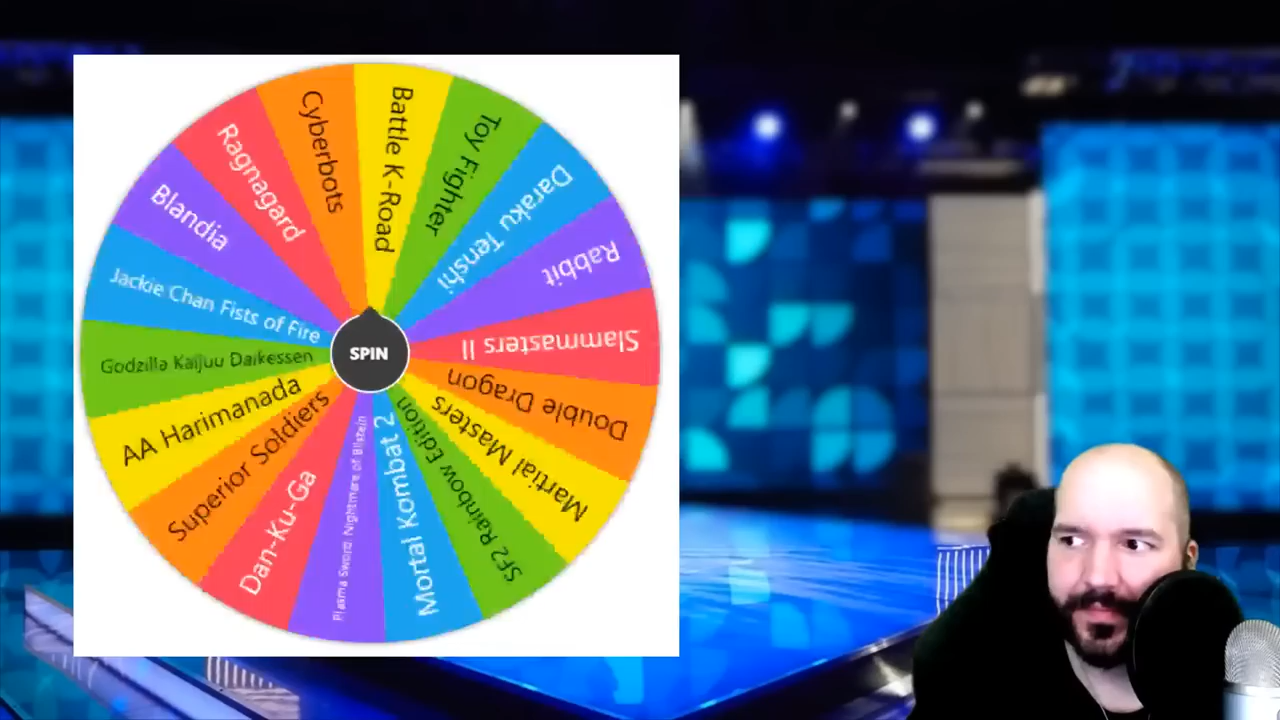 Battle K-Road
Toy Fighter
Daraku Tenshi
Rabbit
Slammasters II
Double Dragon
Martial Masters
SF2 Rainbow Edition
Mortal Kombat 2
Plasma Sword Nightmare of Bilstein
Dan-Ku-Ga
Superior Soldiers
AA Harimanada
Godzilla Kaijuu Daikessen
Jackie Chan Fists of Fire
Blandia
Ragnagard
Cyberbots
SPIN